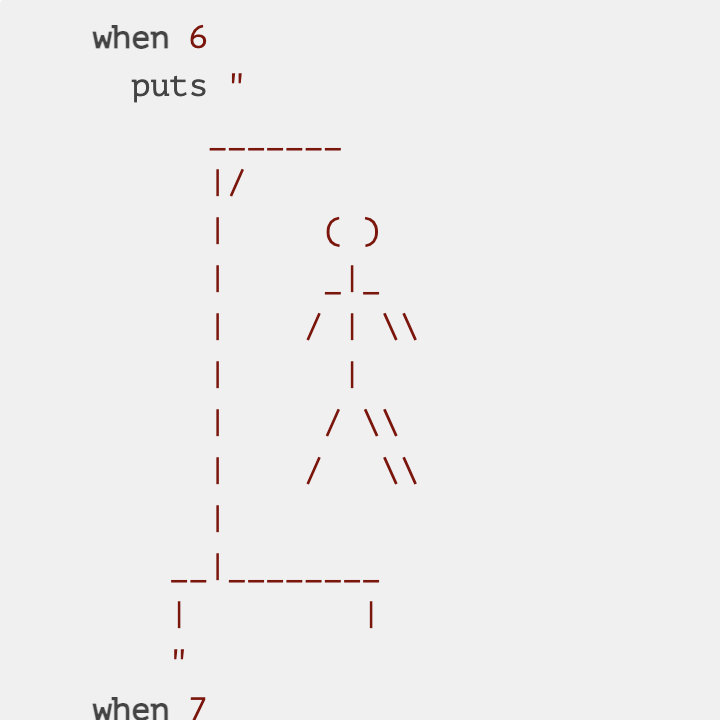 when 6
  puts "
      _______
      |/
      |     ( )
      |     _|_
      |    / | \\
      |      |
      |     / \\
      |    /   \\
      |
    __|________
    |         |
    "
when 7